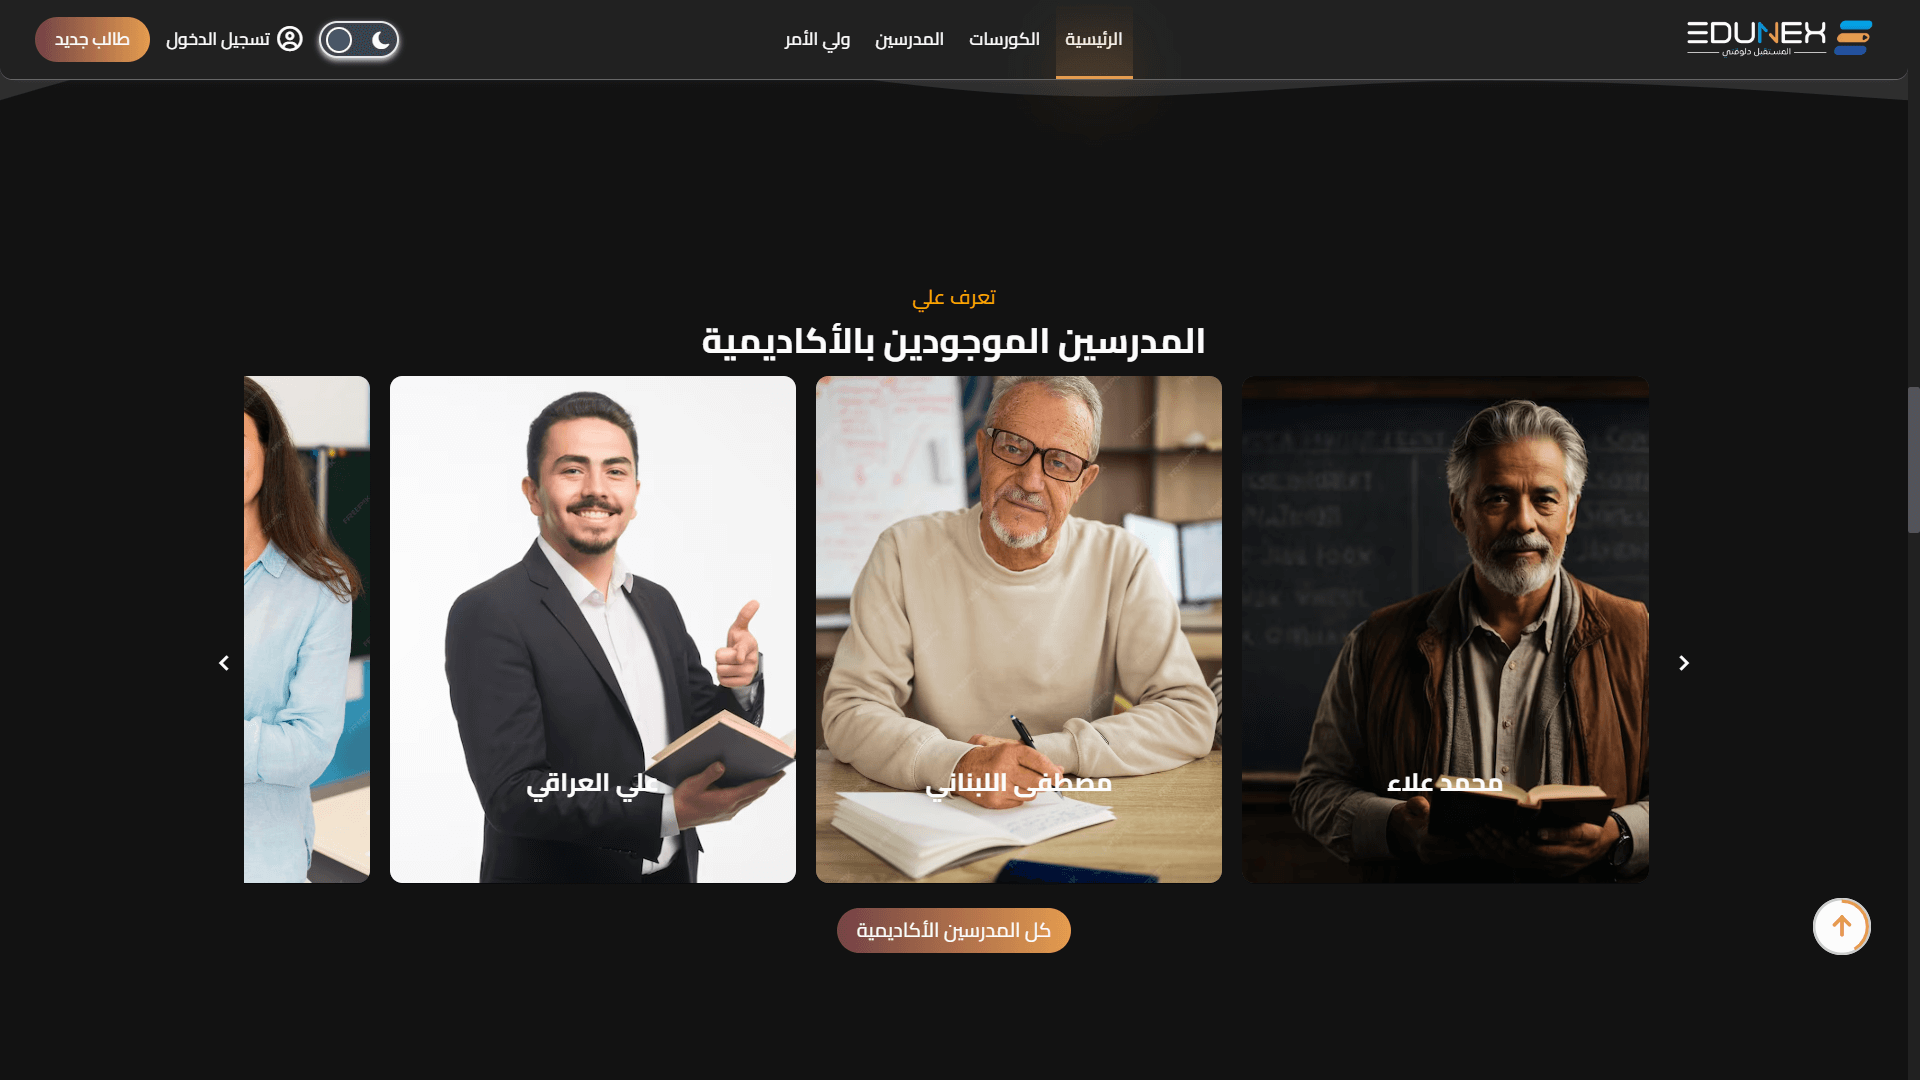 EDUNEX
المستقبل دلوقتي
الرئيسية
الكورسات
المدرسين
ولي الأمر
تسجيل الدخول
طالب جديد
تعرف علي
المدرسين الموجودين بالأكاديمية
محمد علاء
مصطفى اللبناني
علي العراقي
كل المدرسين الأكاديمية